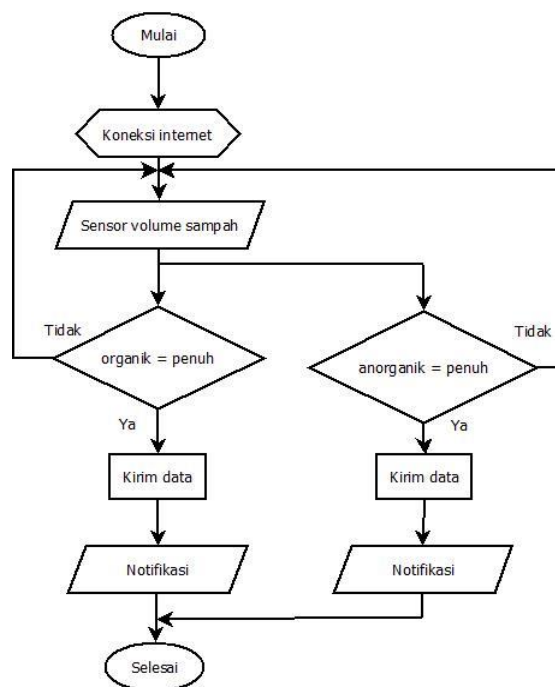 Mulai
Koneksi internet
Sensor volume sampah
Tidak
organik = penuh
Ya
Kirim data
Notifikasi
Tidak
anorganik = penuh
Ya
Kirim data
Notifikasi
Selesai